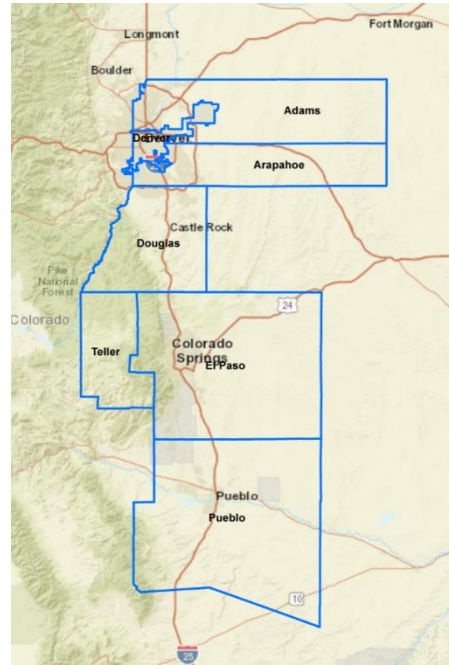 Fort Morgan
Longmont
Boulder
Adams
Denver
Arapahoe
Castle Rock
Douglas
Pike
National
Forest
24
Colorado
Colorado
Springs
Teller
El Paso
Pueblo
Pueblo
10
25